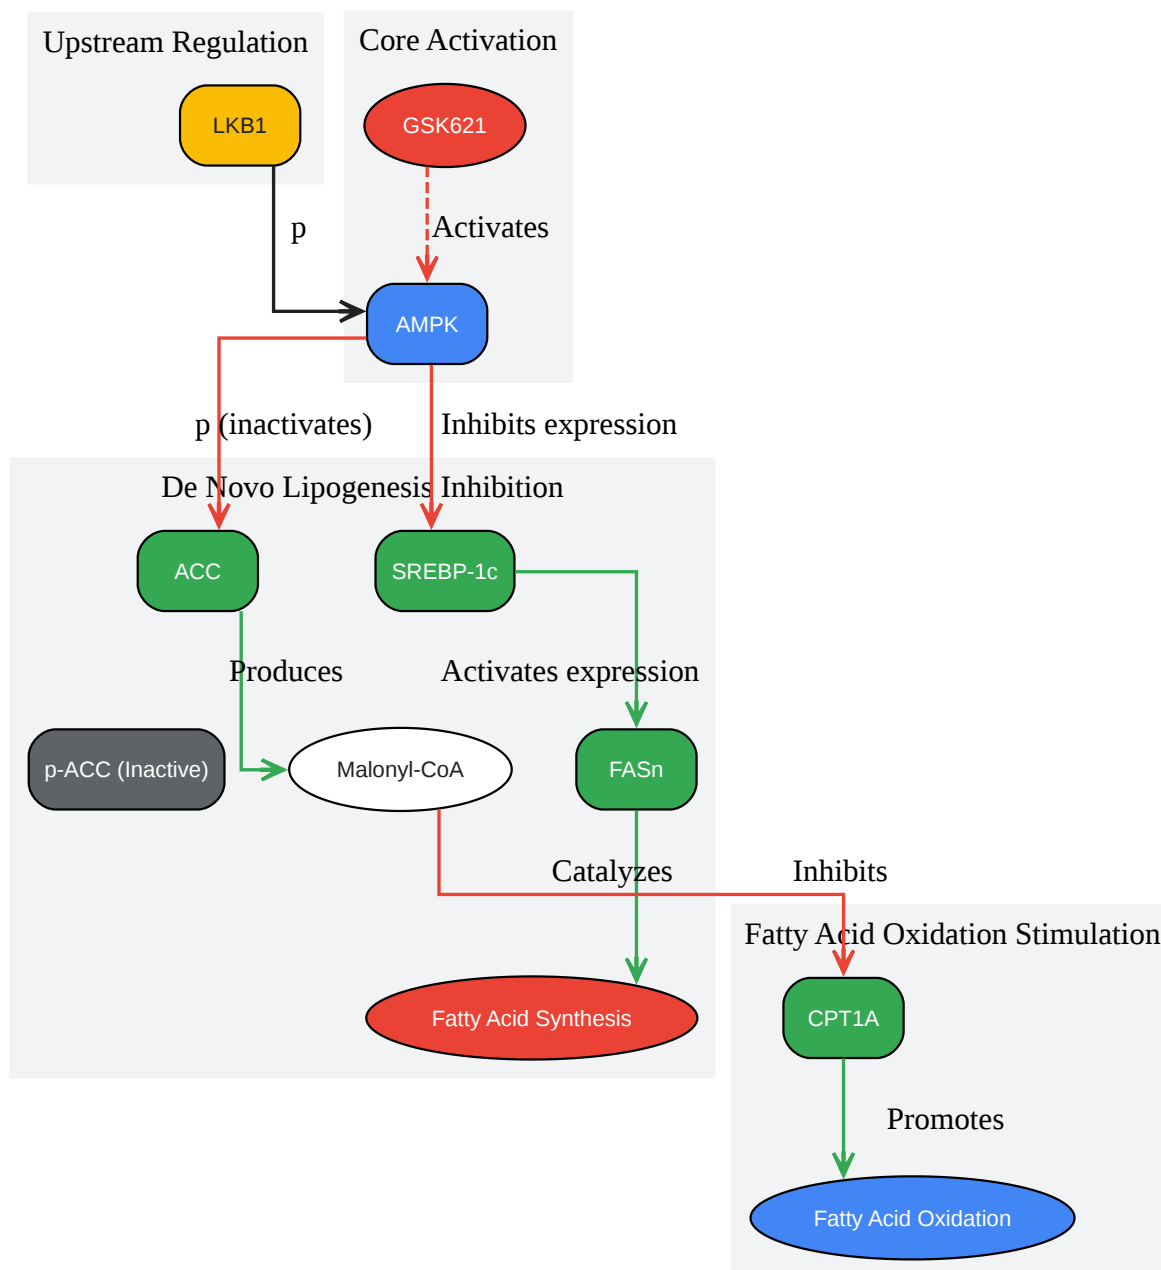 Upstream Regulation
Core Activation
LKB1
GSK621
p
Activates
AMPK
p (inactivates)
Inhibits expression
De Novo Lipogenesis Inhibition
ACC
SREBP-1c
Produces
Activates expression
p-ACC (Inactive)
Malonyl-CoA
FASn
Catalyzes
Inhibits
Fatty Acid Oxidation Stimulation
Fatty Acid Synthesis
CPT1A
Promotes
Fatty Acid Oxidation